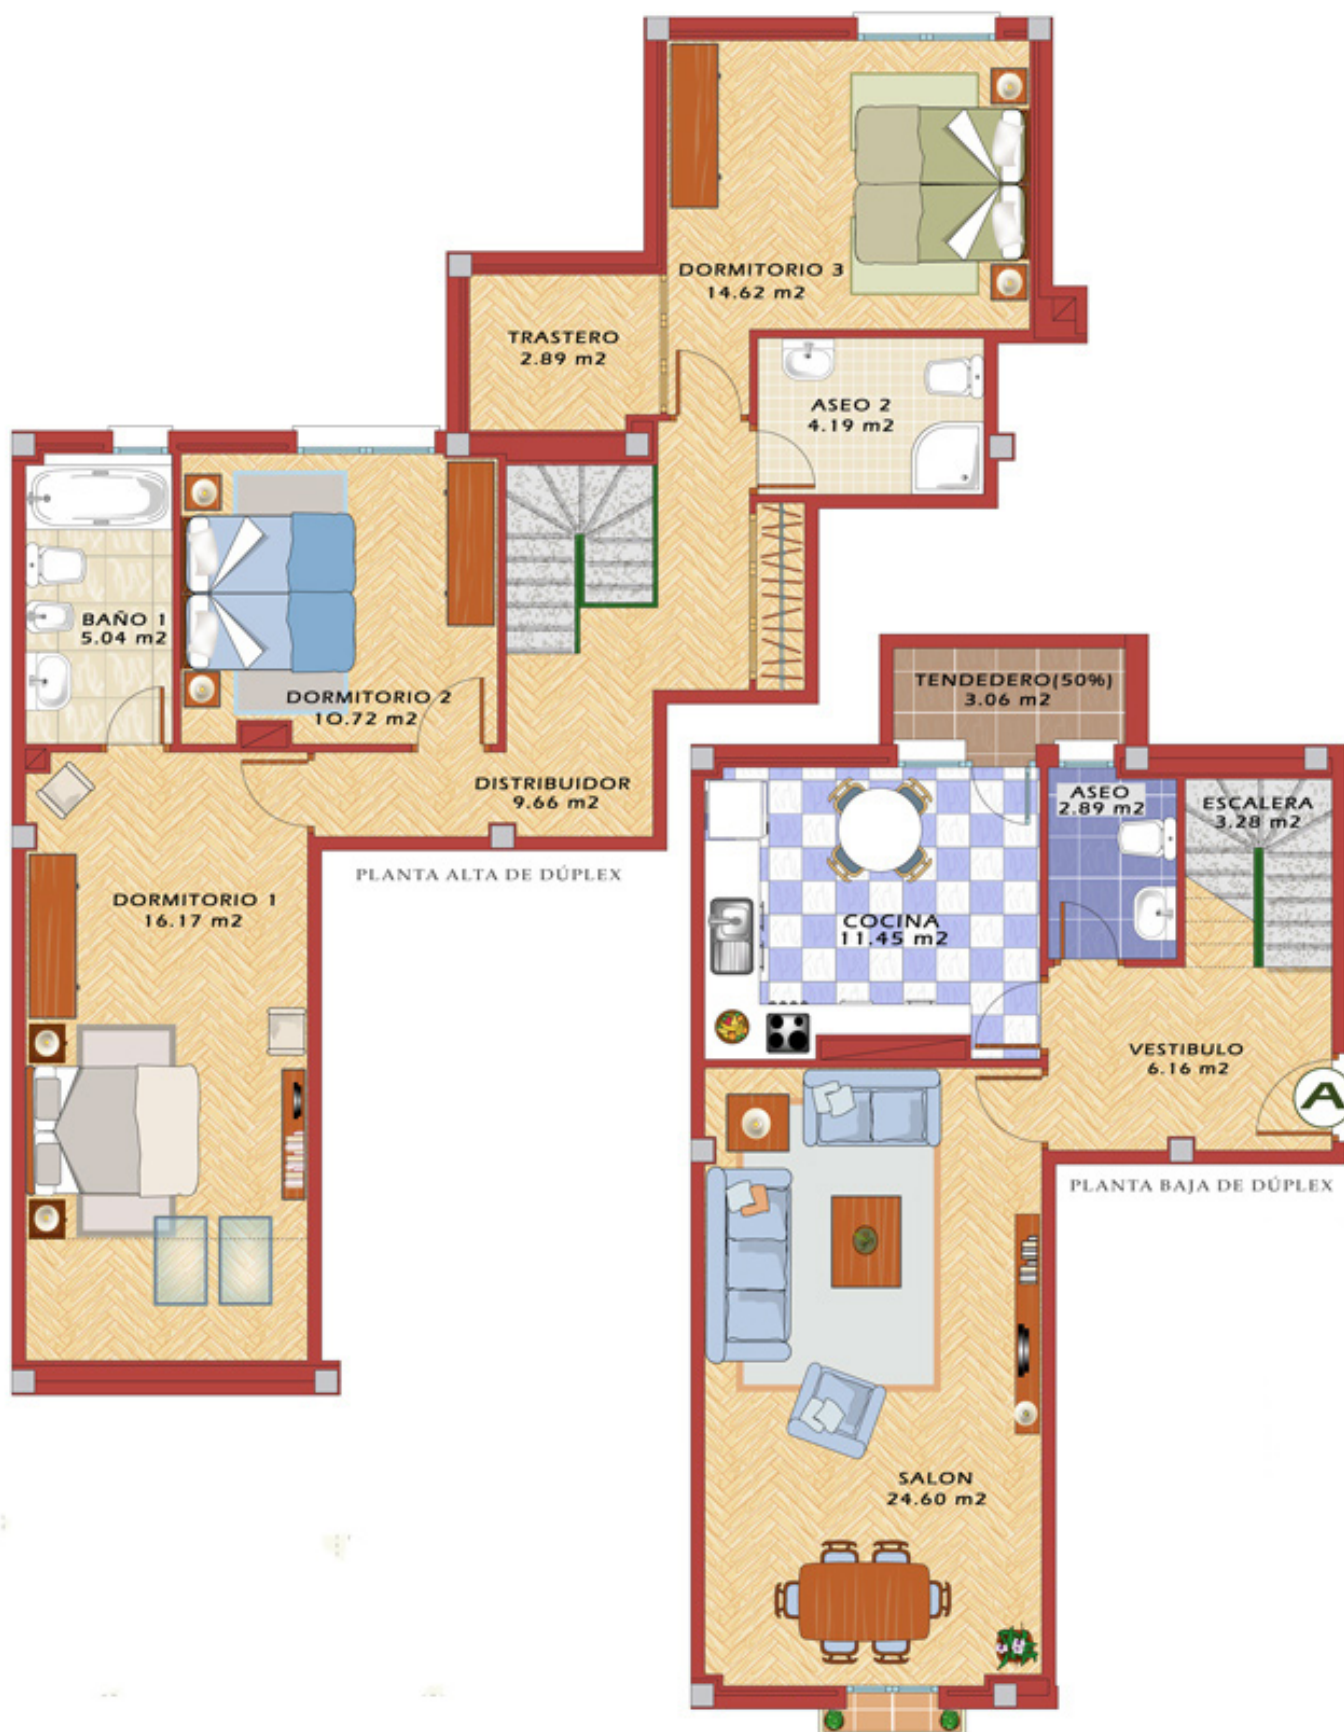 DORMITORIO 3
14.62 m2
TRASTERO
2.89 m2
ASEO 2
4.19 m2
BAÑO 1
5.04 m2
DORMITORIO 2
10.72 m2
DISTRIBUIDOR
9.66 m2
PLANTA ALTA DE DÚPLEX
DORMITORIO 1
16.17 m2
TENDEDERO(50%)
3.06 m2
ASEO
2.89 m2
ESCALERA
3.28 m2
COCINA
11.45 m2
VESTIBULO
6.16 m2
A
PLANTA BAJA DE DÚPLEX
SALON
24.60 m2